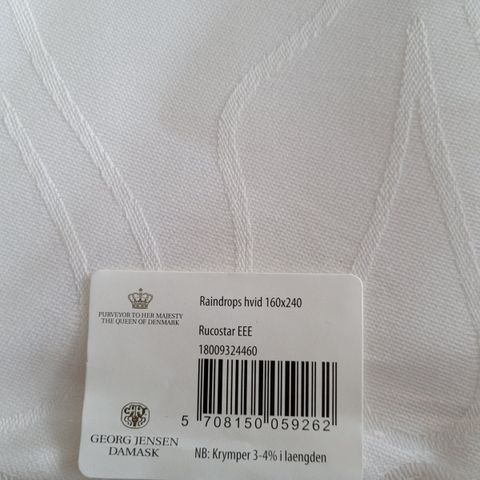 PURVEYOR TO HER MAJESTY
THE QUEEN OF DENMARK
GEORG JENSEN
DAMASK
Raindrops hvid 160x240
Rucostar EEE
18009324460
5 708150 059262
NB: Krymper 3-4% i laengden